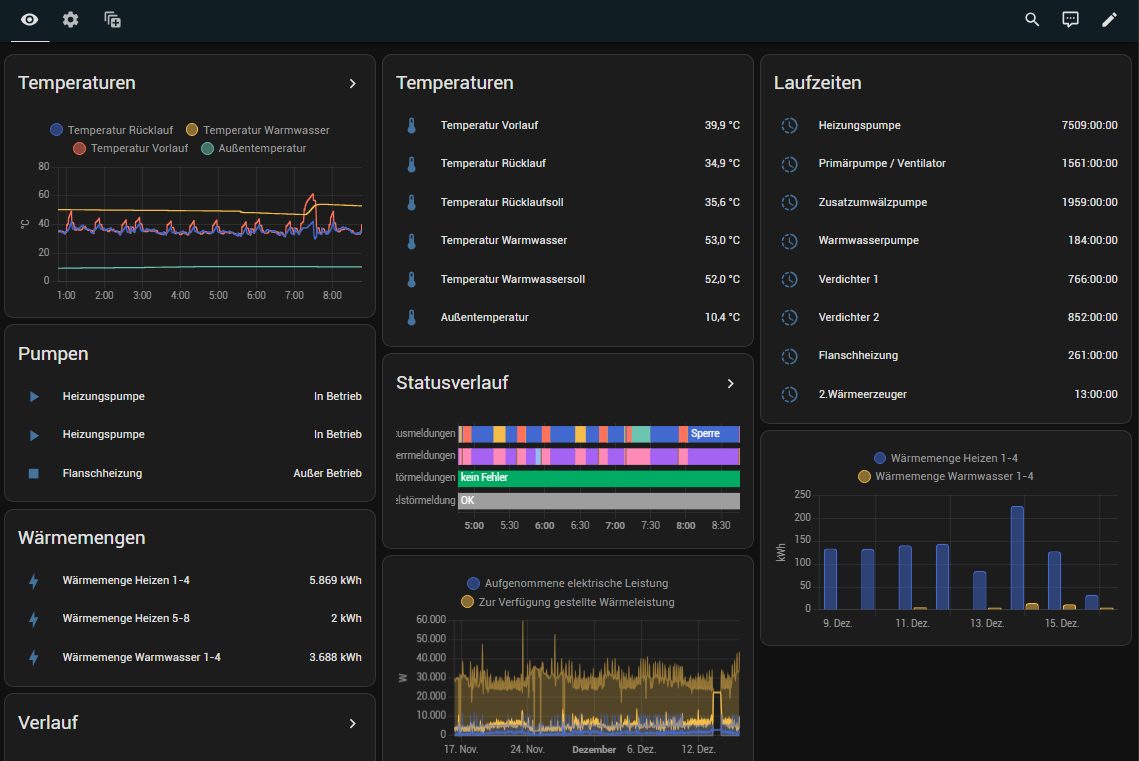 Temperaturen
Temperatur Rücklauf
Temperatur Warmwasser
Temperatur Vorlauf
Außentemperatur
80
60
40
20
0
°C
1:00
2:00
3:00
4:00
5:00
6:00
7:00
8:00
Pumpen
Heizungspumpe In Betrieb
Heizungspumpe In Betrieb
Flanschheizung Außer Betrieb
Wärmemengen
Wärmemenge Heizen 1-4 5.869 kWh
Wärmemenge Heizen 5-8 2 kWh
Wärmemenge Warmwasser 1-4 3.688 kWh
Verlauf
Temperaturen
Temperatur Vorlauf 39,9 °C
Temperatur Rücklauf 34,9 °C
Temperatur Rücklaufsoll 35,6 °C
Temperatur Warmwasser 53,0 °C
Temperatur Warmwassersoll 52,0 °C
Außentemperatur 10,4 °C
Statusverlauf
tusmeldungen Sperre
errmeldungen
törmeldungen kein Fehler
elstörmeldung OK
5:00 5:30 6:00 6:30 7:00 7:30 8:00 8:30
Aufgenommene elektrische Leistung
Zur Verfügung gestellte Wärmeleistung
60.000
50.000
40.000
30.000
20.000
10.000
0
W
17. Nov. 24. Nov. Dezember 6. Dez. 12. Dez.
Laufzeiten
Heizungspumpe 7509:00:00
Primärpumpe / Ventilator 1561:00:00
Zusatzumwälzpumpe 1959:00:00
Warmwasserpumpe 184:00:00
Verdichter 1 766:00:00
Verdichter 2 852:00:00
Flanschheizung 261:00:00
2.Wärmeerzeuger 13:00:00
Wärmemenge Heizen 1-4
Wärmemenge Warmwasser 1-4
250
200
150
100
50
0
kWh
9. Dez. 11. Dez. 13. Dez. 15. Dez.